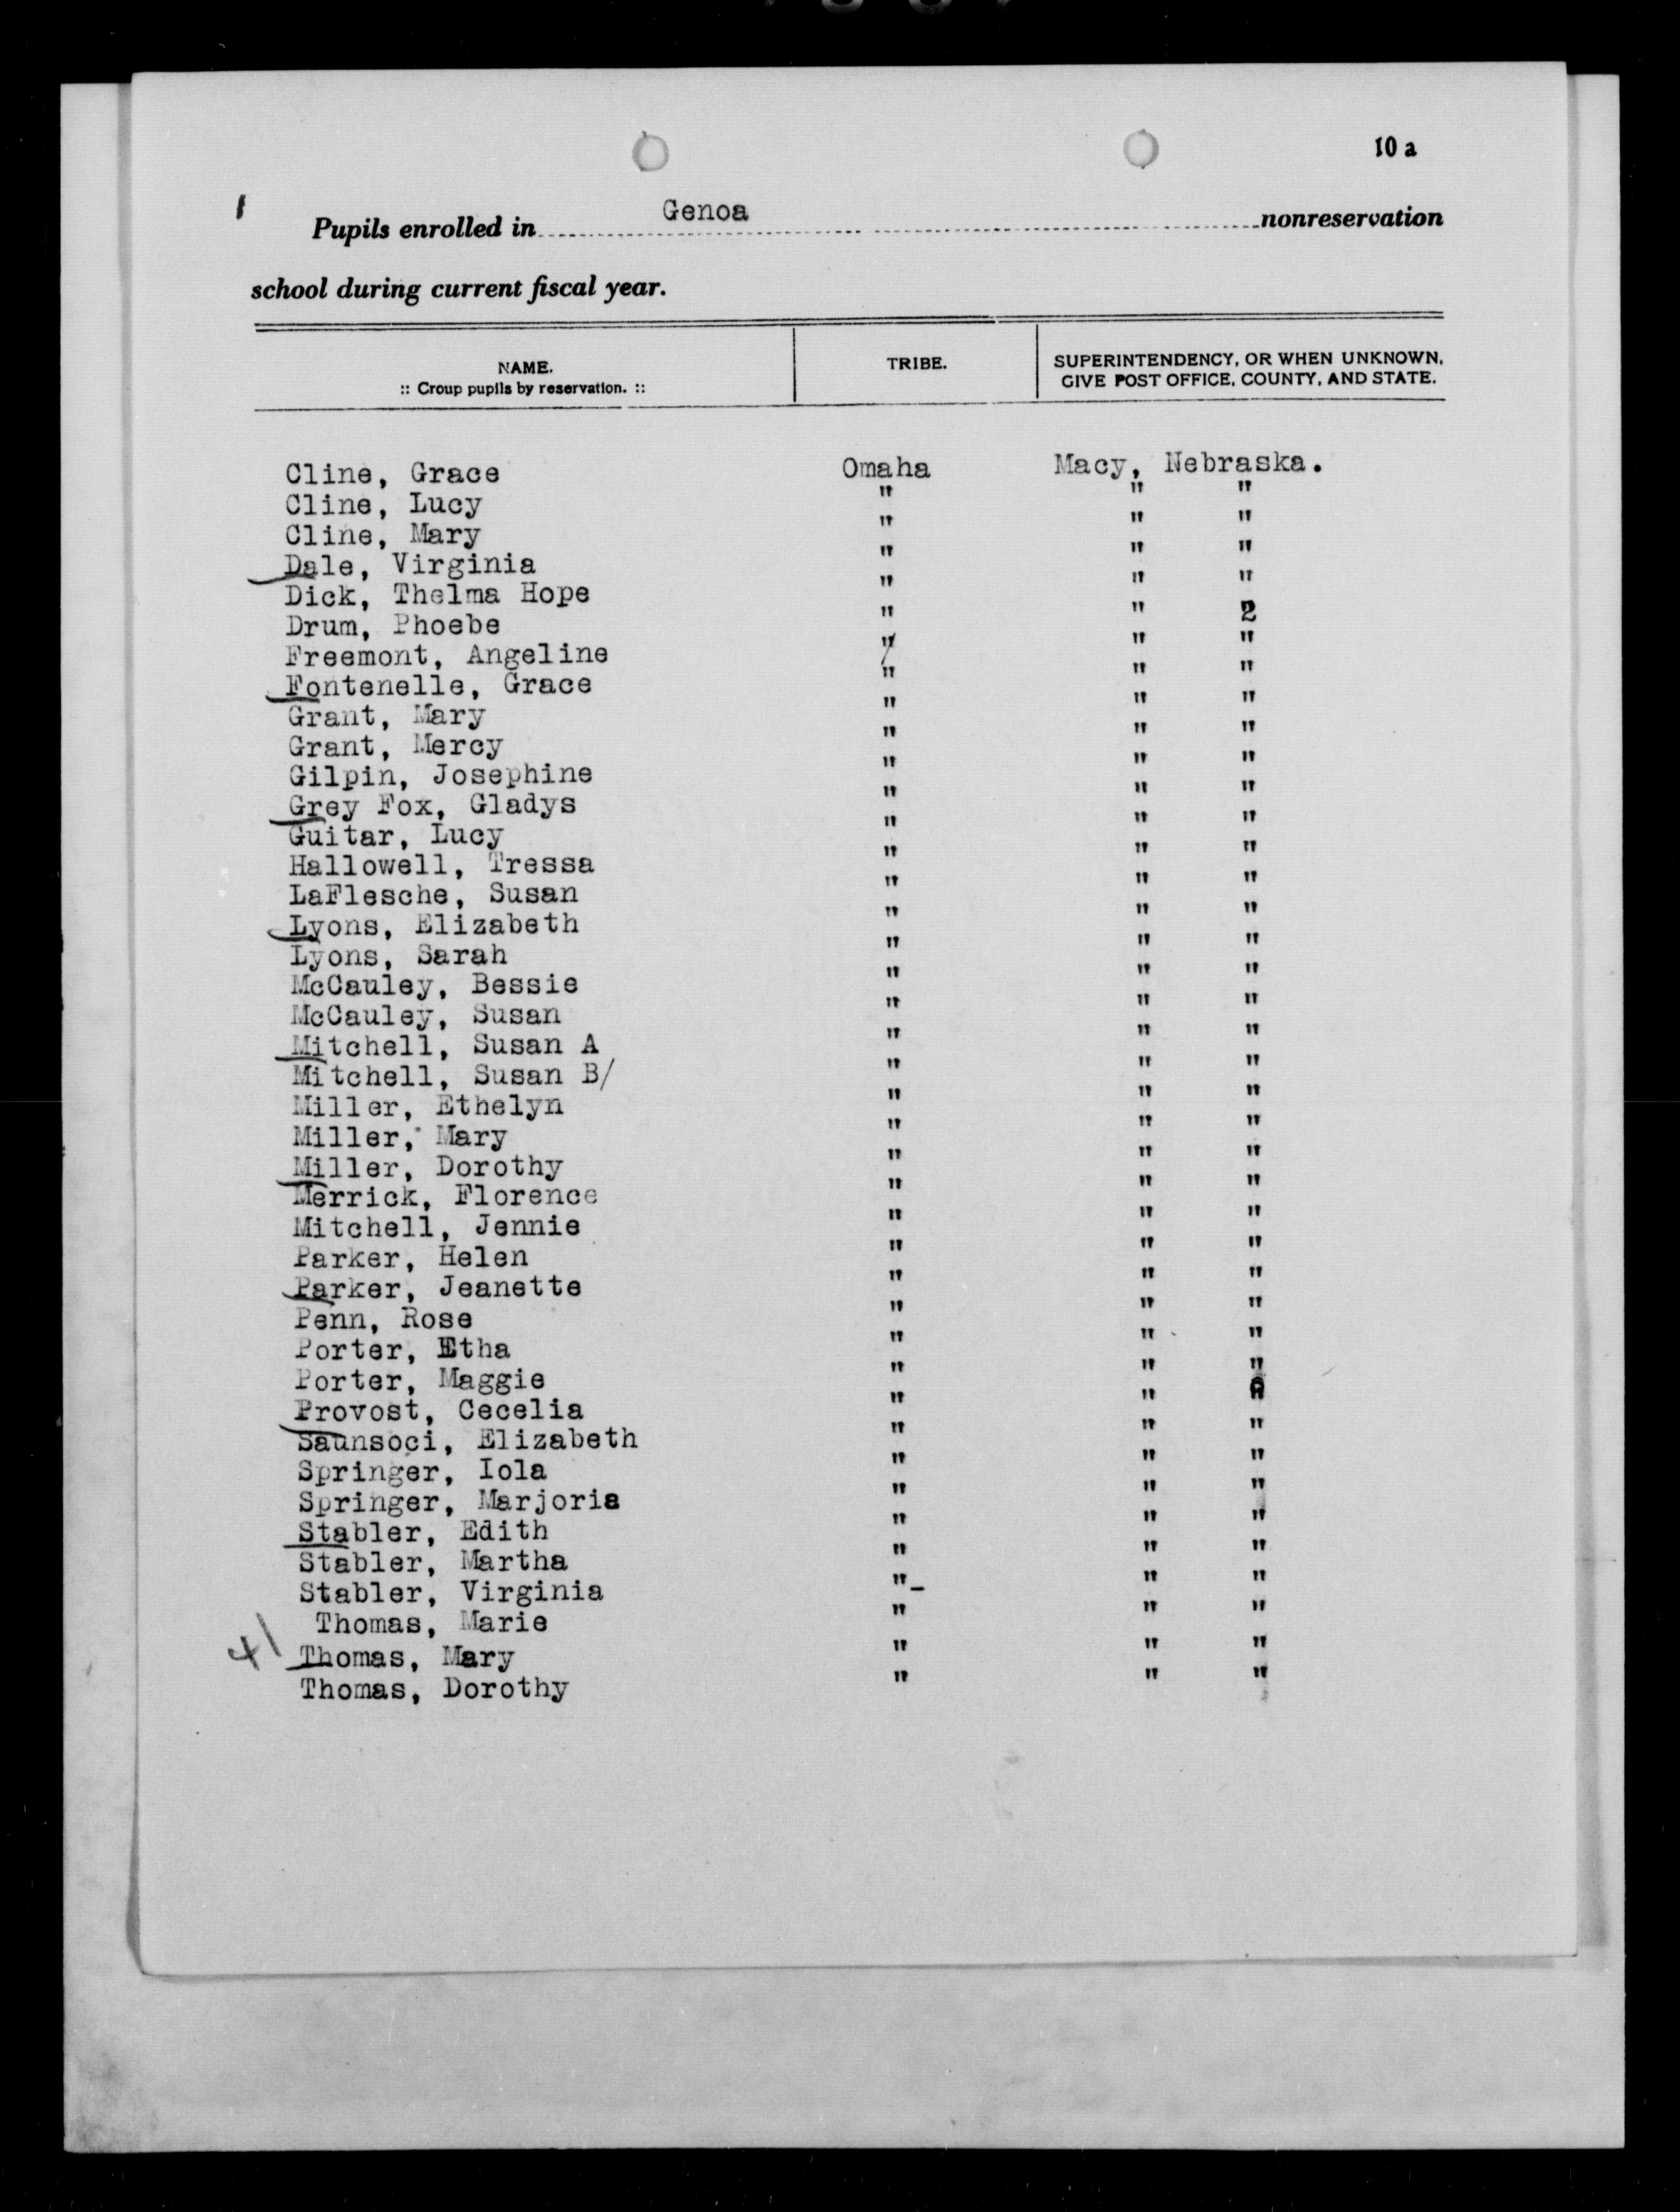 10 a
Pupils enrolled in Genoa nonreservation
school during current fiscal year.
NAME. TRIBE. SUPERINTENDENCY, OR WHEN UNKNOWN,
:: Group pupils by reservation. :: GIVE POST OFFICE, COUNTY, AND STATE.
Cline, Grace Omaha Macy, Nebraska.
Cline, Lucy " " "
Cline, Mary " " "
Dale, Virginia " " "
Dick, Thelma Hope " " "
Drum, Phoebe " " 2
Freemont, Angeline " " "
Fontenelle, Grace " " "
Grant, Mary " " "
Grant, Mercy " " "
Gilpin, Josephine " " "
Grey Fox, Gladys " " "
Guitar, Lucy " " "
Hallowell, Tressa " " "
LaFlesche, Susan " " "
Lyons, Elizabeth " " "
Lyons, Sarah " " "
McCauley, Bessie " " "
McCauley, Susan " " "
Mitchell, Susan A " " "
Mitchell, Susan B/ " " "
Miller, Ethelyn " " "
Miller, Mary " " "
Miller, Dorothy " " "
Merrick, Florence " " "
Mitchell, Jennie " " "
Parker, Helen " " "
Parker, Jeanette " " "
Penn, Rose " " "
Porter, Etha " " "
Porter, Maggie " " "
Provost, Cecelia " " "
Saunsoci, Elizabeth " " "
Springer, Iola " " "
Springer, Marjorie " " "
Stabler, Edith " " "
Stabler, Martha " " "
Stabler, Virginia "_ " "
Thomas, Marie " " "
41 Thomas, Mary " " "
Thomas, Dorothy " " "